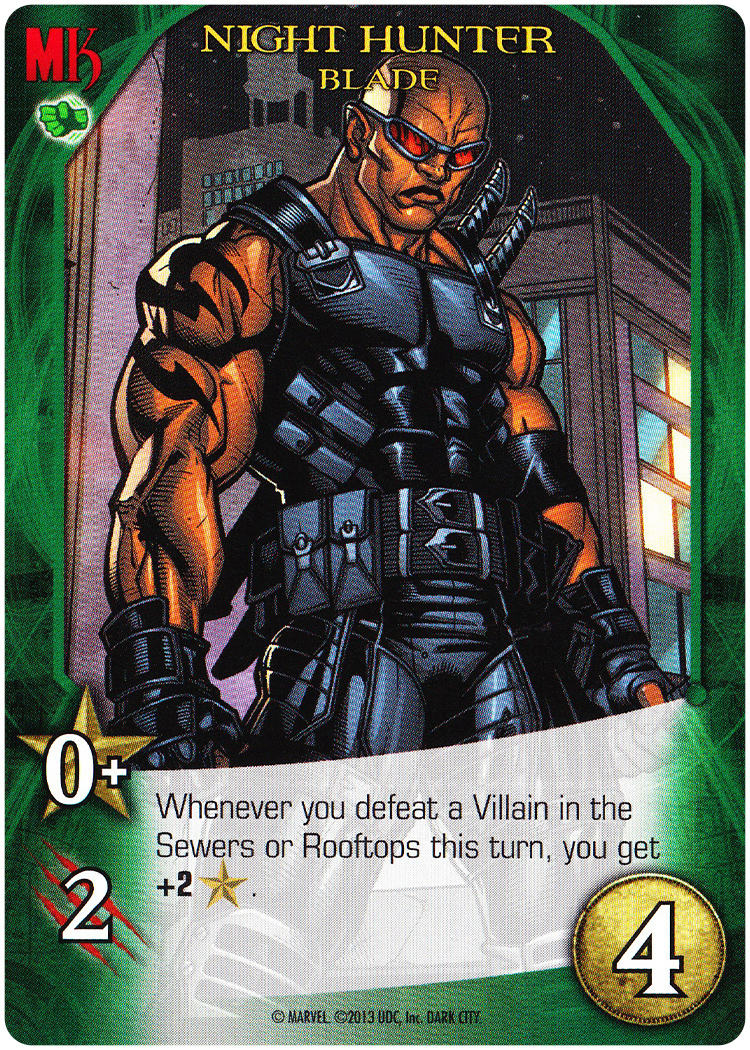 MK
NIGHT HUNTER
BLADE
0+
Whenever you defeat a Villain in the
Sewers or Rooftops this turn, you get
+2 .
2
4
© MARVEL. ©2013 UDC, Inc. DARK CITY.